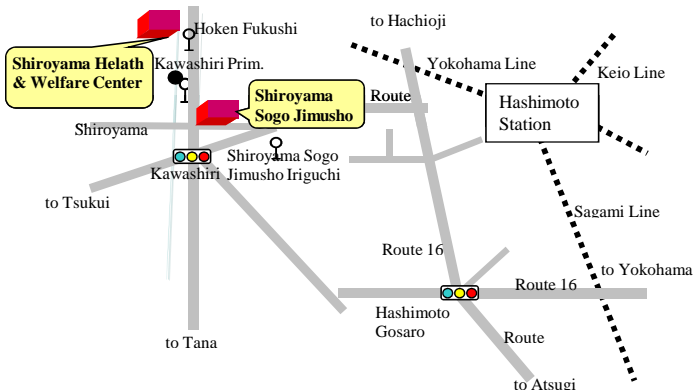 to Hachioji
Hoken Fukushi
Shiroyama Helath
& Welfare Center
Kawashiri Prim.
Yokohama Line
Keio Line
Shiroyama
Sogo Jimusho
Route
Hashimoto
Station
Shiroyama
Shiroyama Sogo
Jimusho Iriguchi
Kawashiri
to Tsukui
Sagami Line
Route 16
to Yokohama
Route 16
Hashimoto
Gosaro
Route
to Tana
to Atsugi